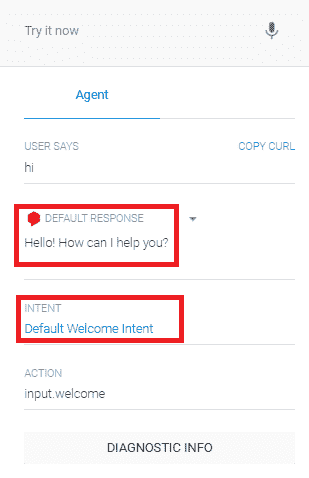 Try it now
Agent
USER SAYS COPY CURL
hi
DEFAULT RESPONSE
Hello! How can I help you?
INTENT
Default Welcome Intent
ACTION
input.welcome
DIAGNOSTIC INFO